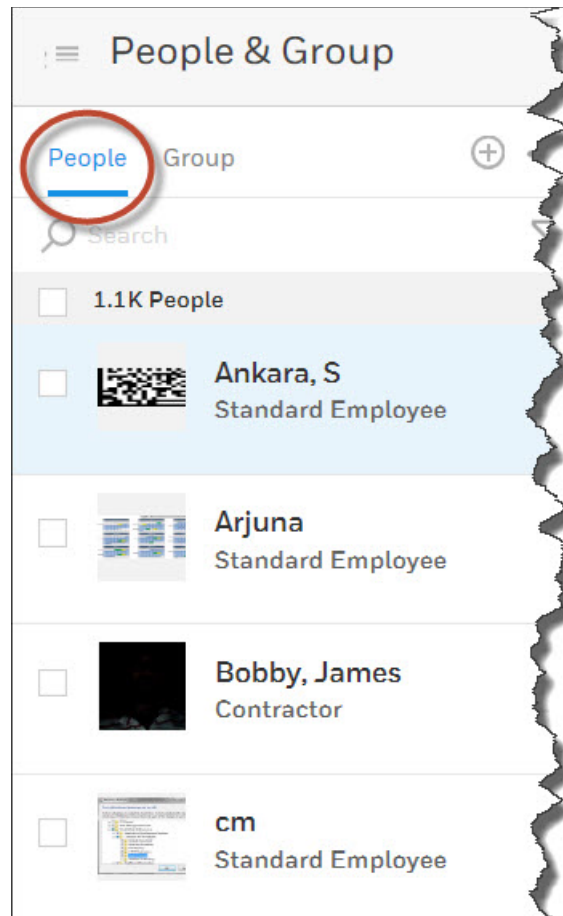 People & Group
People Group
Search
1.1K People
Ankara, S
Standard Employee
Arjuna
Standard Employee
Bobby, James
Contractor
cm
Standard Employee